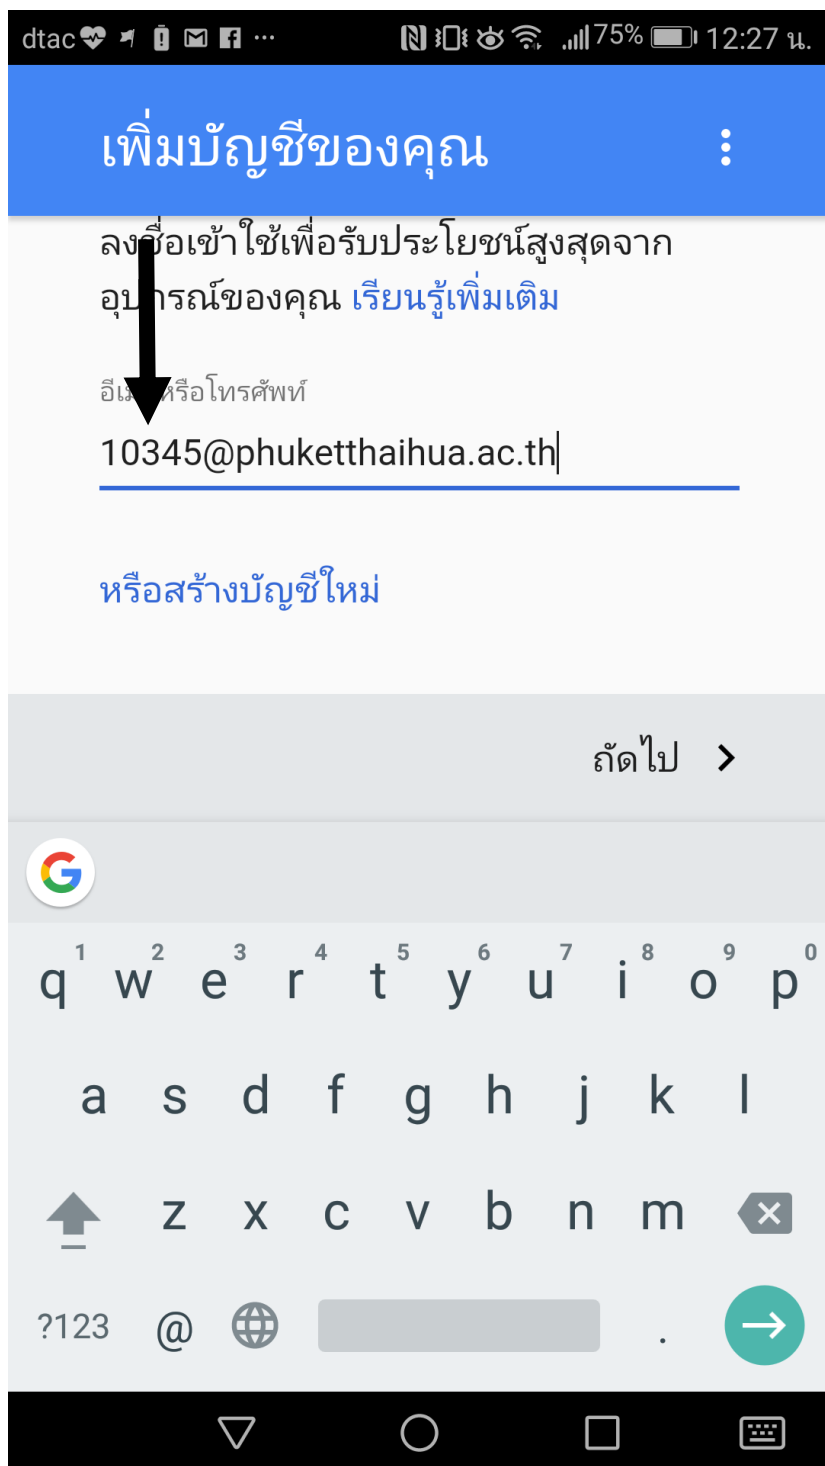 dtac 75% 12:27 น.
เพิ่มบัญชีของคุณ
ลงชื่อเข้าใช้เพื่อรับประโยชน์สูงสุดจาก
อุปกรณ์ของคุณ เรียนรู้เพิ่มเติม
อีเมลหรือโทรศัพท์
10345@phuketthaihua.ac.th
หรือสร้างบัญชีใหม่
ถัดไป
G
1 2 3 4 5 6 7 8 9 0
q w e r t y u i o p
a s d f g h j k l
z x c v b n m
?123 @ .